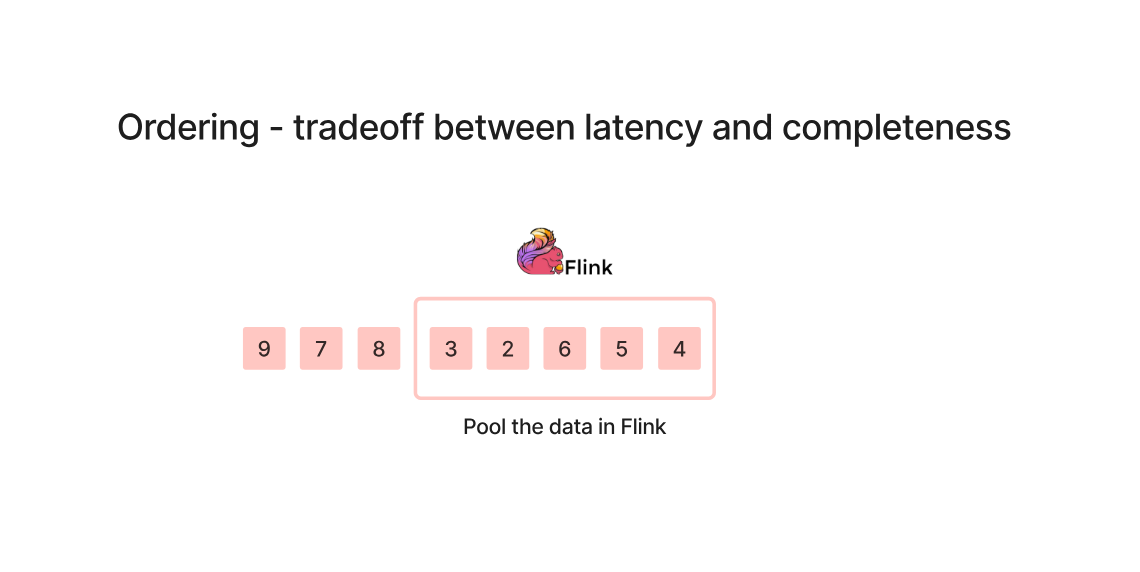 Ordering - tradeoff between latency and completeness
Flink
9 7 8 3 2 6 5 4
Pool the data in Flink